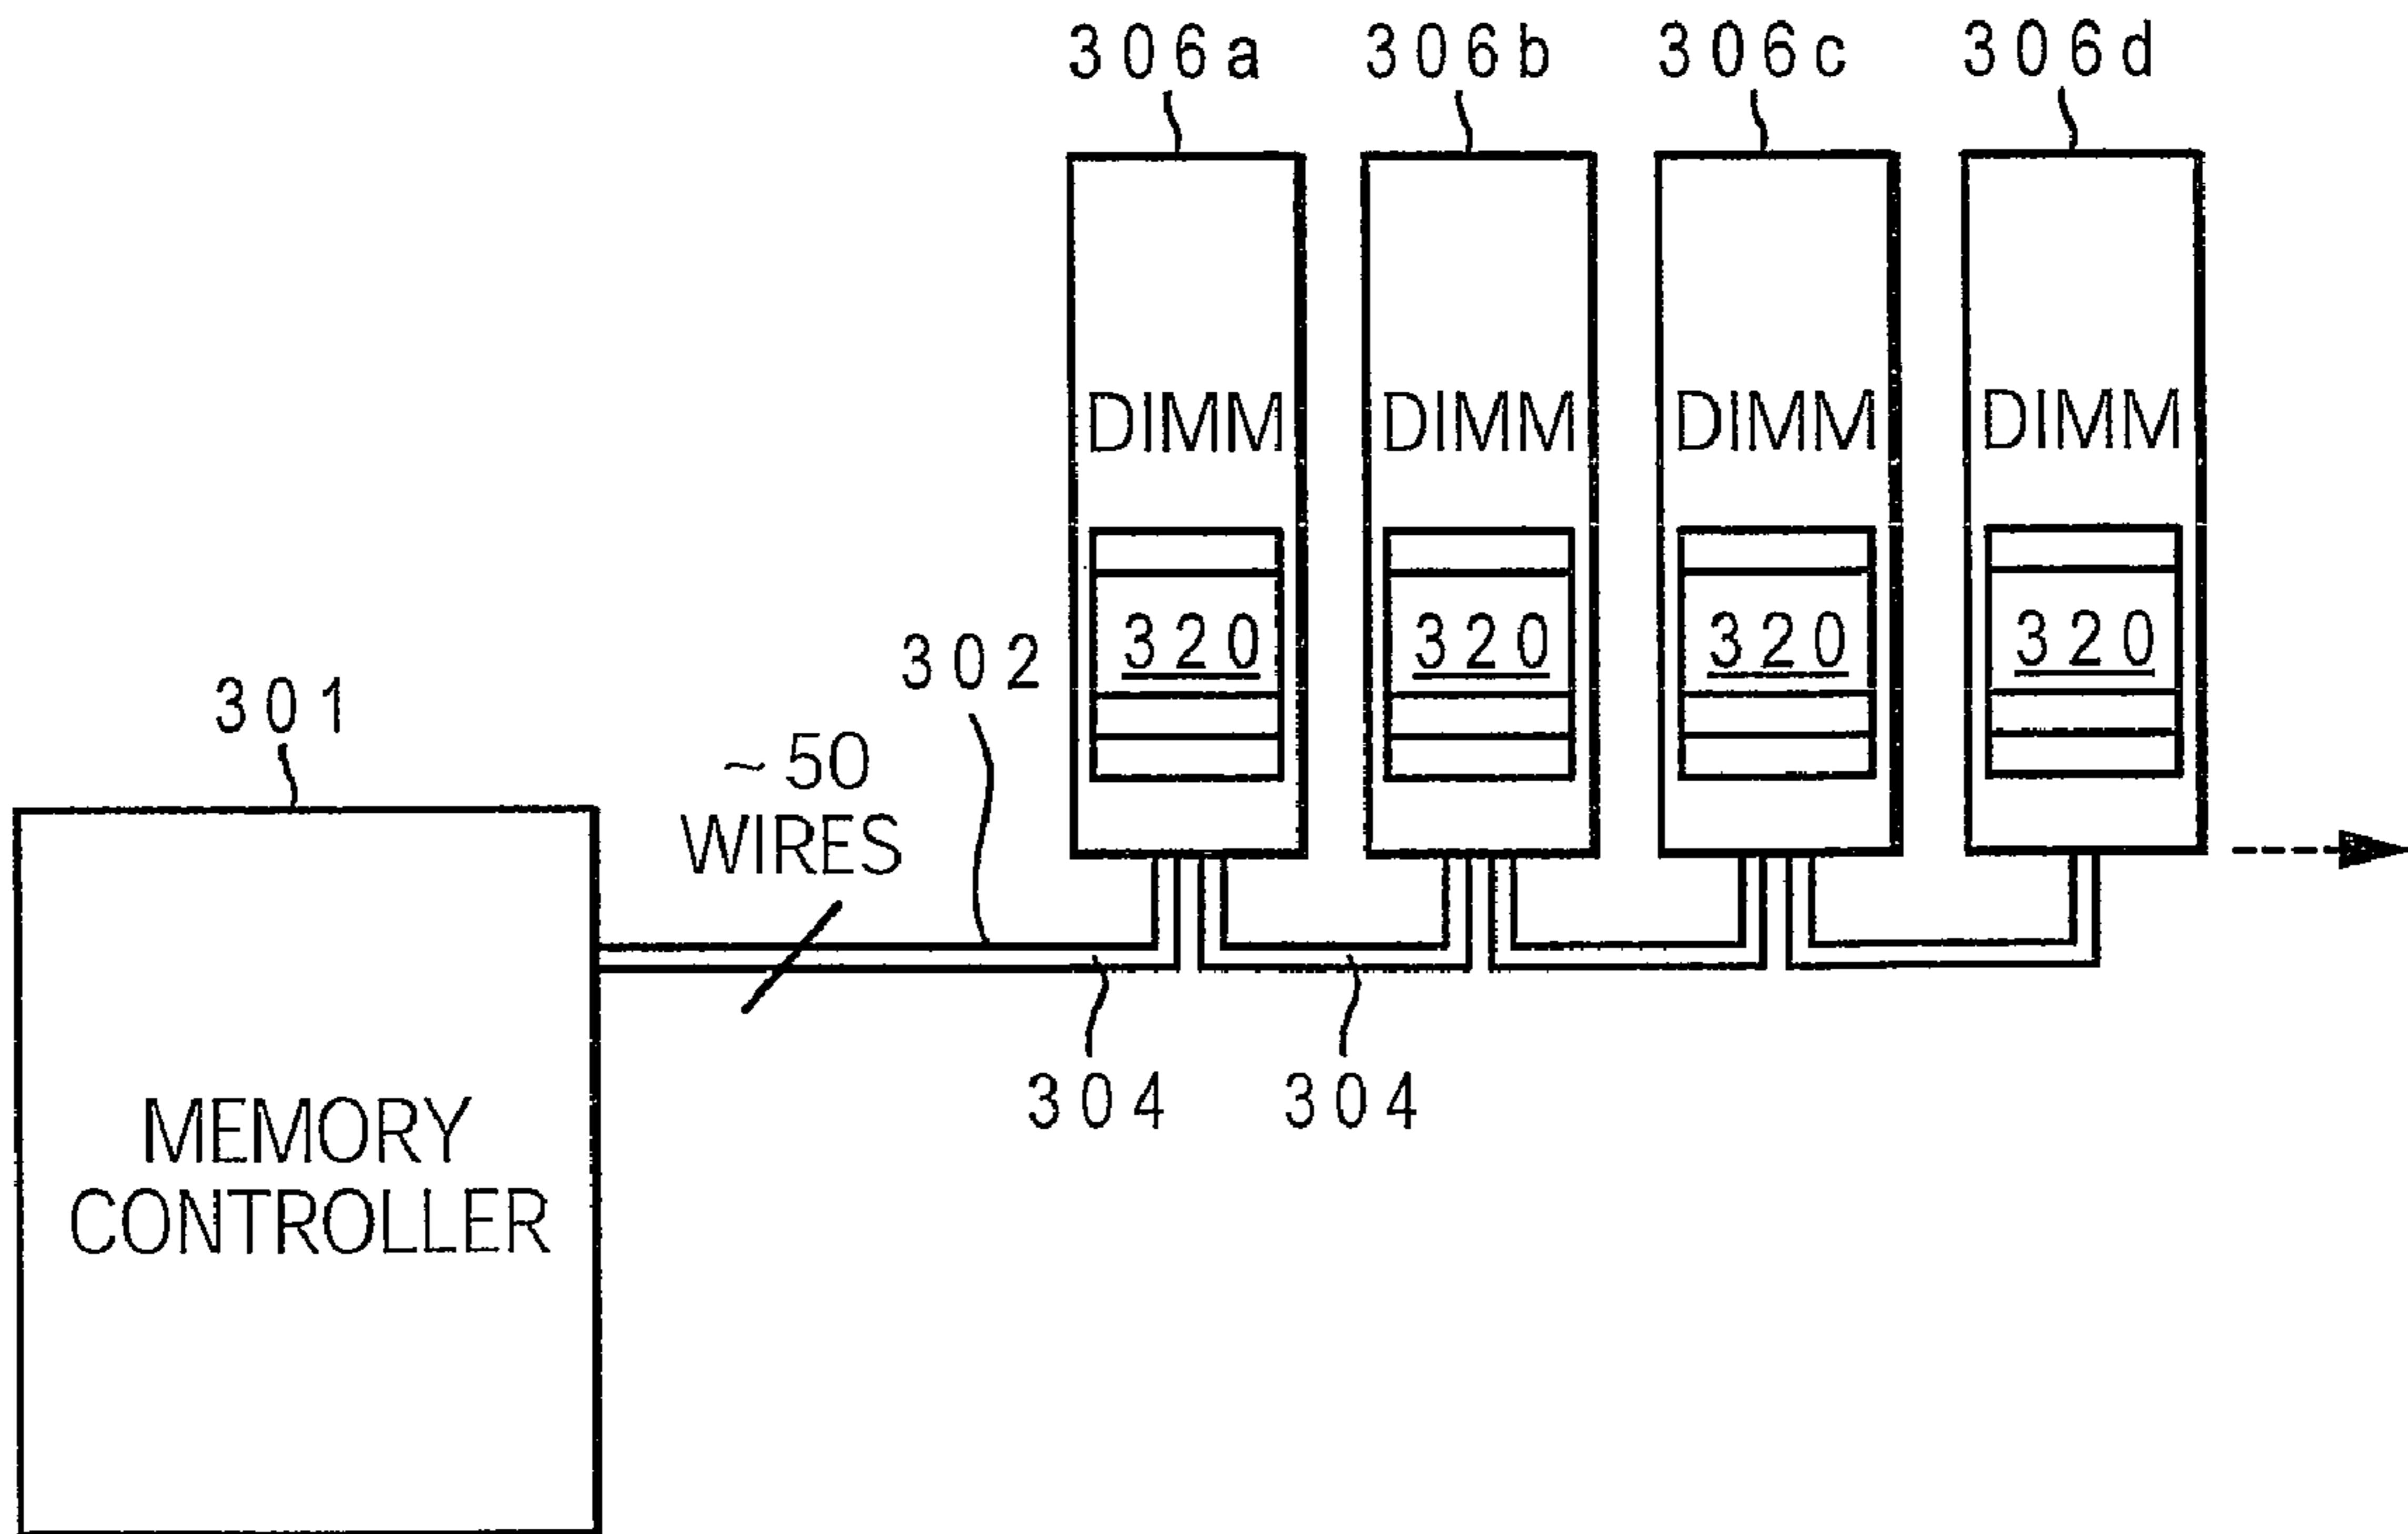 306a 306b 306c 306d
DIMM DIMM DIMM DIMM
320 320 320 320
302
301
~50
WIRES
304 304
MEMORY
CONTROLLER